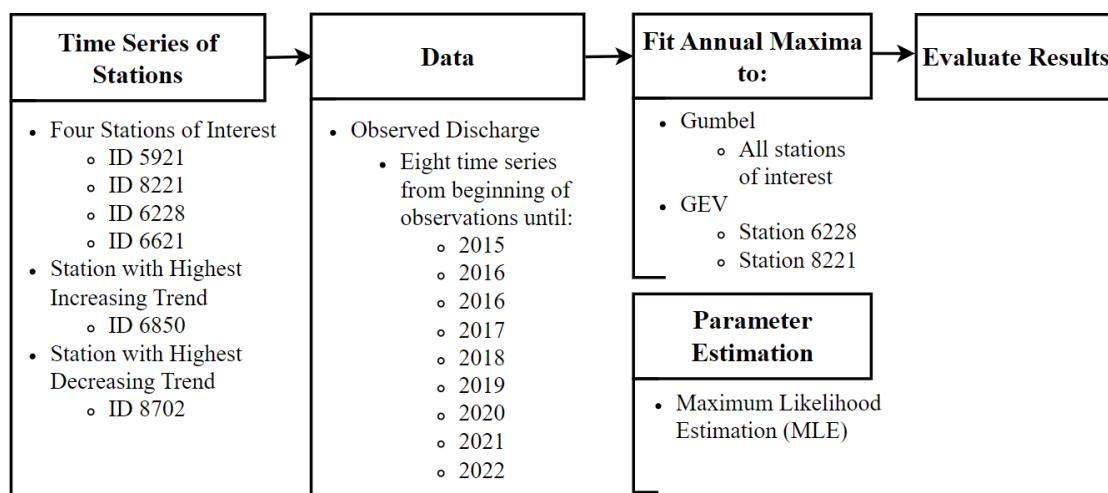 Time Series of
Stations
• Four Stations of Interest
∘ ID 5921
∘ ID 8221
∘ ID 6228
∘ ID 6621
• Station with Highest
Increasing Trend
∘ ID 6850
• Station with Highest
Decreasing Trend
∘ ID 8702
Data
• Observed Discharge
• Eight time series
from beginning of
observations until:
∘ 2015
∘ 2016
∘ 2016
∘ 2017
∘ 2018
∘ 2019
∘ 2020
∘ 2021
∘ 2022
Fit Annual Maxima
to:
• Gumbel
∘ All stations
of interest
• GEV
∘ Station 6228
∘ Station 8221
Parameter
Estimation
• Maximum Likelihood
Estimation (MLE)
Evaluate Results